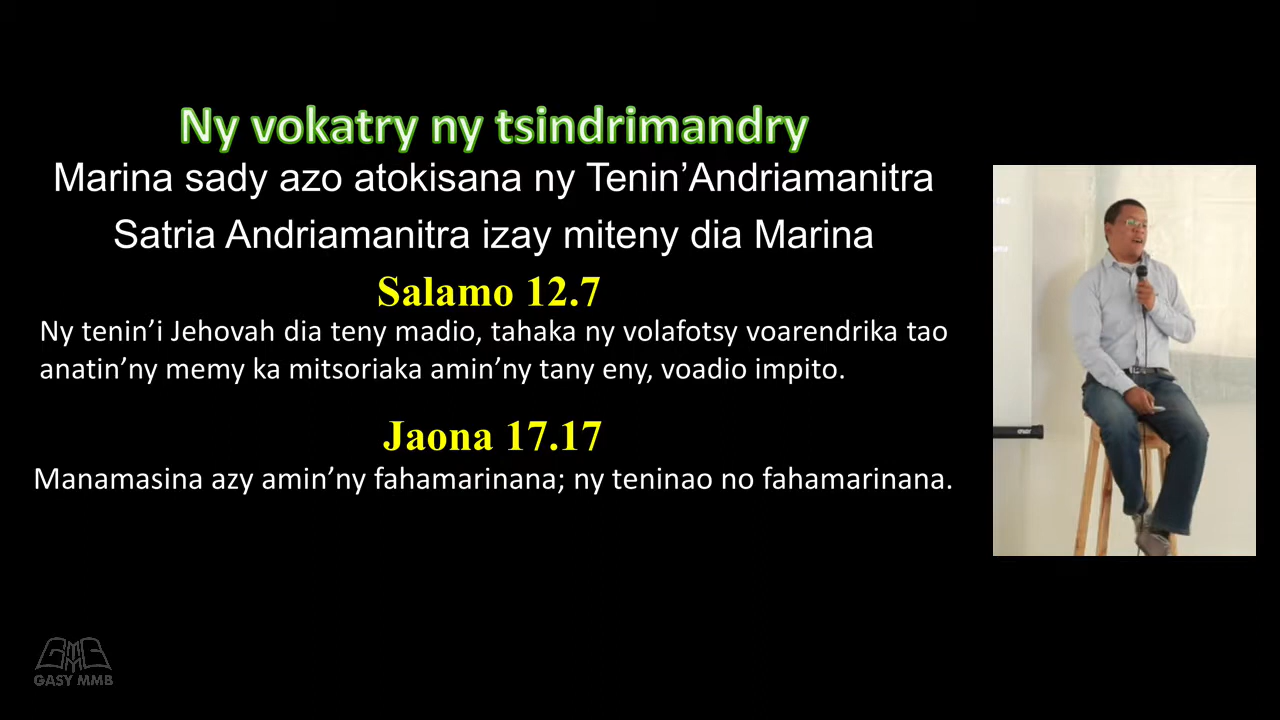 Ny vokatry ny tsindrimandry
Marina sady azo atokisana ny Tenin’Andriamanitra
Satria Andriamanitra izay miteny dia Marina
Salamo 12.7
Ny tenin’i Jehovah dia teny madio, tahaka ny volafotsy voarendrika tao
anatin’ny memy ka mitsoriaka amin’ny tany eny, voadio impito.
Jaona 17.17
Manamasina azy amin’ny fahamarinana; ny teninao no fahamarinana.
GASY MMB